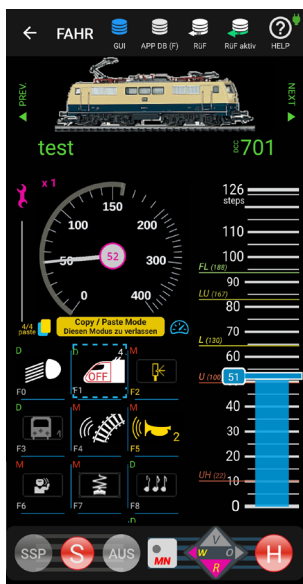 FAHR
GUI
APP DB (F)
RüF
RüF aktiv
HELP
PREV.
NEXT
test
DCC 701
x 1
150
100
200
50
52
300
0
400
4/4
paste
Copy / Paste Mode
Diesen Modus zu verlassen
126
steps
110
100
FL (188)
90
LU (167)
80
70
L (130)
60
U (100)
51
40
30
20
UH (22)
10
0
D
F0
D
4
OFF
F1
M
F2
D
1
F3
M
F4
M
2
F5
M
F6
M
F7
D
F8
D
SSP
S
AUS
MN
V
W
O
R
H